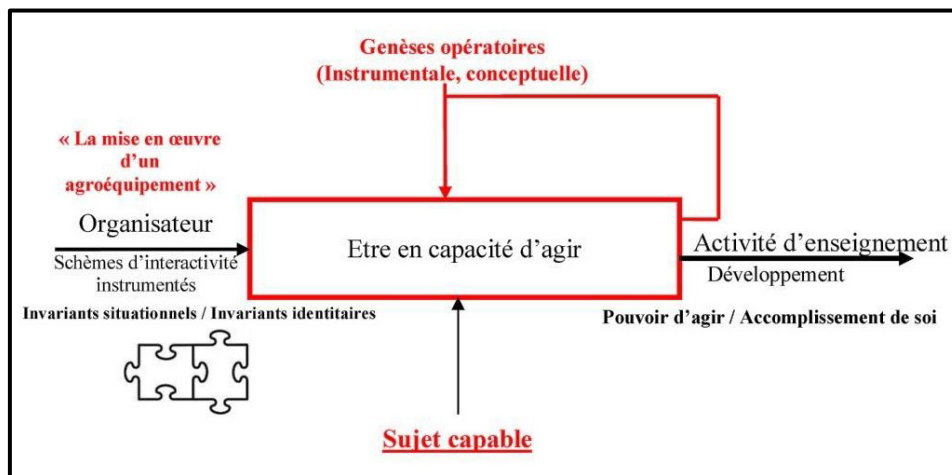 Genèses opératoires
(Instrumentale, conceptuelle)
« La mise en œuvre
d’un
agroéquipement »
Organisateur
Schèmes d’interactivité
instrumentés
Invariants situationnels / Invariants identitaires
Etre en capacité d’agir
Activité d’enseignement
Développement
Pouvoir d’agir / Accomplissement de soi
Sujet capable